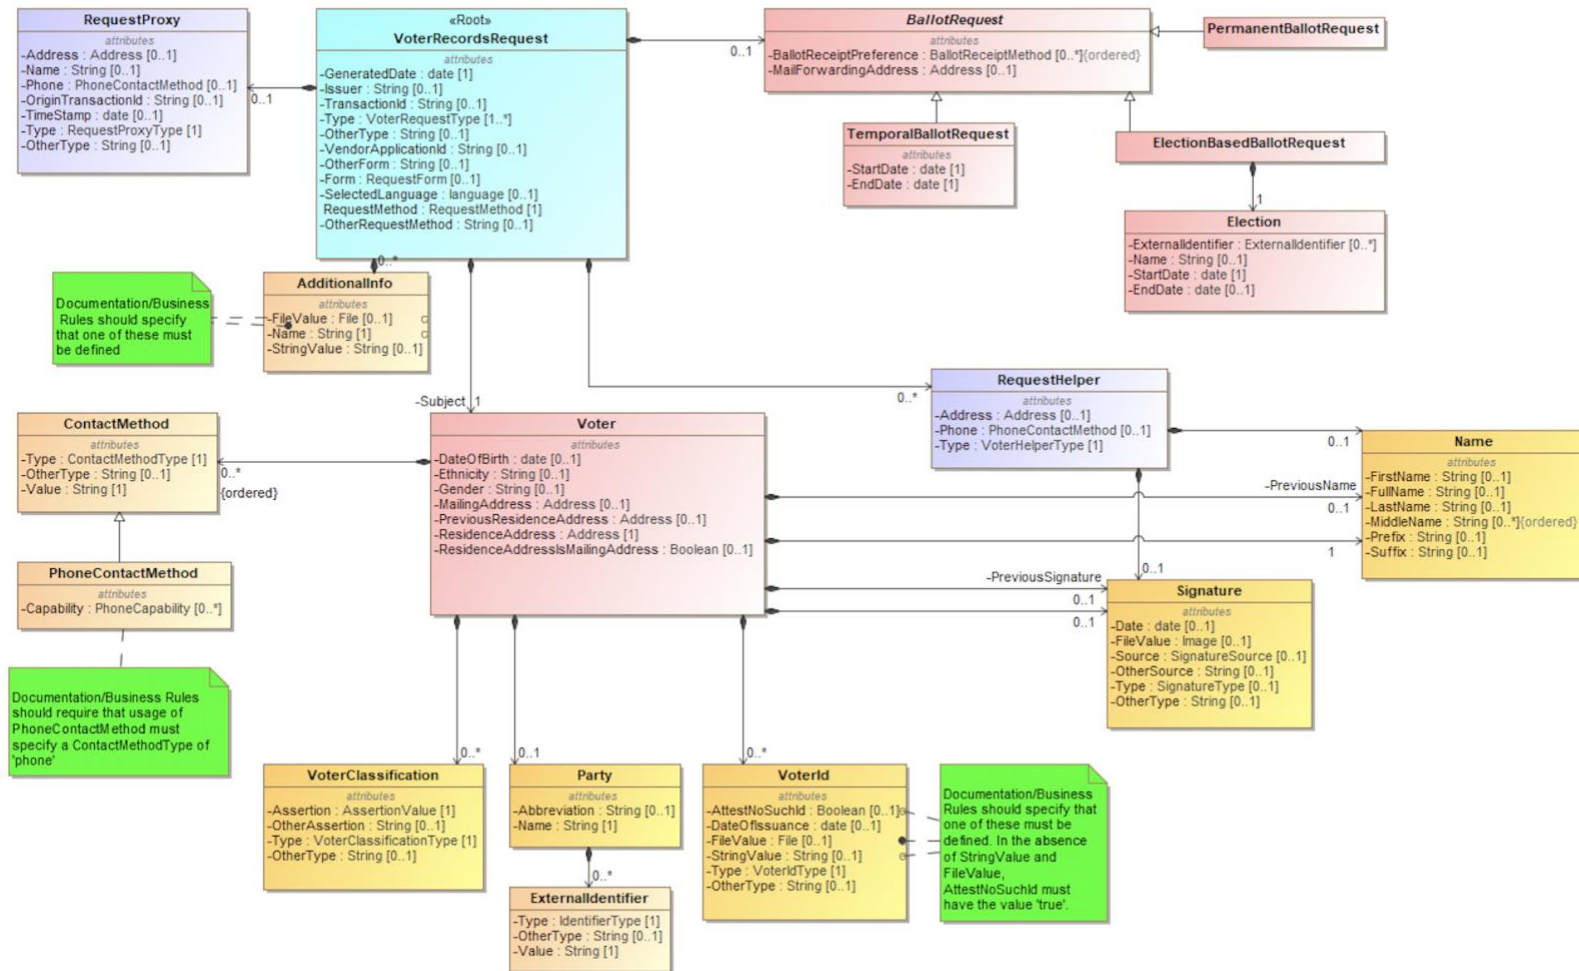 RequestProxy
attributes
-Address : Address [0..1]
-Name : String [0..1]
-Phone : PhoneContactMethod [0..1]
-OriginTransactionId : String [0..1]
-TimeStamp : date [0..1]
-Type : RequestProxyType [1]
-OtherType : String [0..1]
0..1
«Root»
VoterRecordsRequest
attributes
-GeneratedDate : date [1]
-Issuer : String [0..1]
-TransactionId : String [0..1]
-Type : VoterRequestType [1..*]
-OtherType : String [0..1]
-VendorApplicationId : String [0..1]
-OtherForm : String [0..1]
-Form : RequestForm [0..1]
-SelectedLanguage : language [0..1]
RequestMethod : RequestMethod [1]
-OtherRequestMethod : String [0..1]
0..1
BallotRequest
attributes
-BallotReceiptPreference : BallotReceiptMethod [0..*]{ordered}
-MailForwardingAddress : Address [0..1]
PermanentBallotRequest
TemporalBallotRequest
attributes
-StartDate : date [1]
-EndDate : date [1]
ElectionBasedBallotRequest
1
Election
attributes
-ExternalIdentifier : ExternalIdentifier [0..*]
-Name : String [0..1]
-StartDate : date [1]
-EndDate : date [0..1]
Documentation/Business
Rules should specify
that one of these must
be defined
0..*
AdditionalInfo
attributes
-FileValue : File [0..1]
-Name : String [1]
-StringValue : String [0..1]
-Subject
1
0..*
RequestHelper
attributes
-Address : Address [0..1]
-Phone : PhoneContactMethod [0..1]
-Type : VoterHelperType [1]
0..1
ContactMethod
attributes
-Type : ContactMethodType [1]
-OtherType : String [0..1]
-Value : String [1]
0..*
{ordered}
Voter
attributes
-DateOfBirth : date [0..1]
-Ethnicity : String [0..1]
-Gender : String [0..1]
-MailingAddress : Address [0..1]
-PreviousResidenceAddress : Address [0..1]
-ResidenceAddress : Address [1]
-ResidenceAddressIsMailingAddress : Boolean [0..1]
-PreviousName
0..1
1
Name
attributes
-FirstName : String [0..1]
-FullName : String [0..1]
-LastName : String [0..1]
-MiddleName : String [0..*]{ordered}
-Prefix : String [0..1]
-Suffix : String [0..1]
PhoneContactMethod
attributes
-Capability : PhoneCapability [0..*]
-PreviousSignature
0..1
0..1
0..1
Signature
attributes
-Date : date [0..1]
-FileValue : Image [0..1]
-Source : SignatureSource [0..1]
-OtherSource : String [0..1]
-Type : SignatureType [0..1]
-OtherType : String [0..1]
Documentation/Business Rules
should require that usage of
PhoneContactMethod must
specify a ContactMethodType of
'phone'
0..*
0..1
0..*
VoterClassification
attributes
-Assertion : AssertionValue [1]
-OtherAssertion : String [0..1]
-Type : VoterClassificationType [1]
-OtherType : String [0..1]
Party
attributes
-Abbreviation : String [0..1]
-Name : String [1]
0..*
ExternalIdentifier
-Type : IdentifierType [1]
-OtherType : String [0..1]
-Value : String [1]
VoterId
attributes
-AttestNoSuchId : Boolean [0..1]
-DateOfIssuance : date [0..1]
-FileValue : File [0..1]
-StringValue : String [0..1]
-Type : VoterIdType [1]
-OtherType : String [0..1]
Documentation/Business
Rules should specify that
one of these must be
defined. In the absence
of StringValue and
FileValue,
AttestNoSuchId must
have the value 'true'.